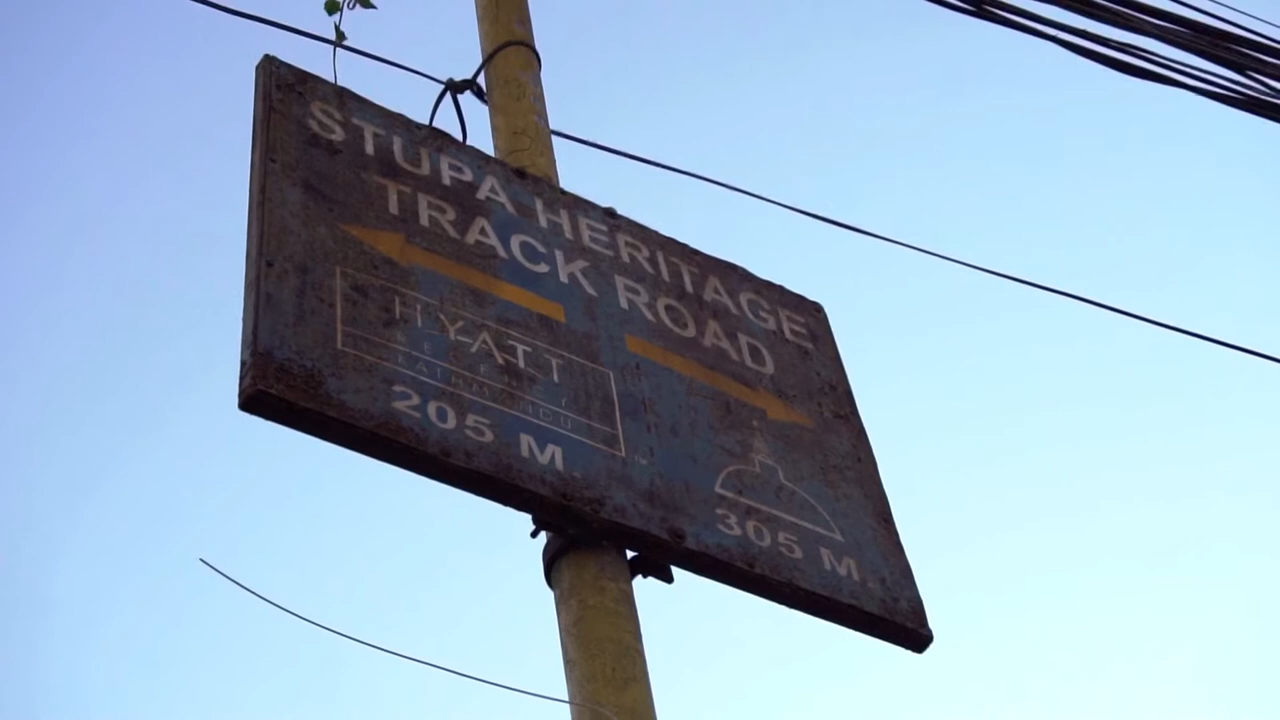 STUPA HERITAGE
TRACK ROAD
HYATT
REGENCY
KATHMANDU
205 M.
305 M.